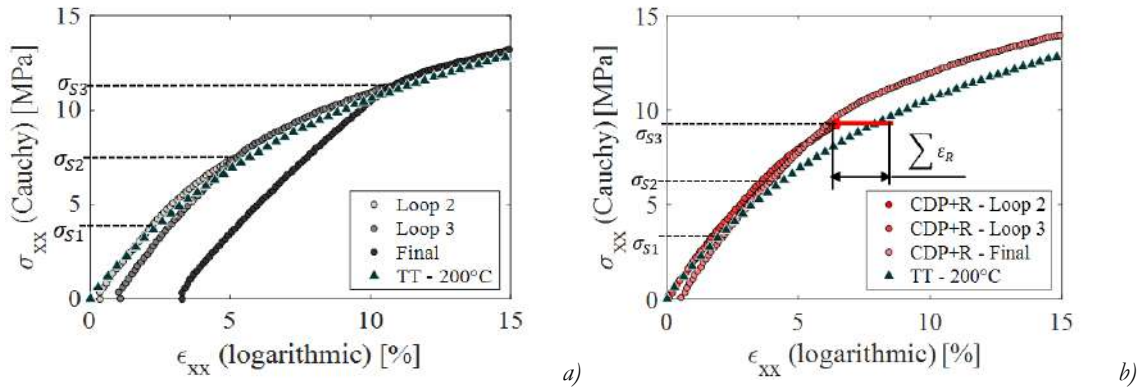 15
10
5
0
σS3
σS2
σS1
σxx (Cauchy) [MPa]
Loop 2
Loop 3
Final
TT - 200°C
0 5 10 15
ϵxx (logarithmic) [%]
a)
15
10
5
0
σS3
σS2
σS1
σxx (Cauchy) [MPa]
∑ εR
CDP+R - Loop 2
CDP+R - Loop 3
CDP+R - Final
TT - 200°C
0 5 10 15
ϵxx (logarithmic) [%]
b)